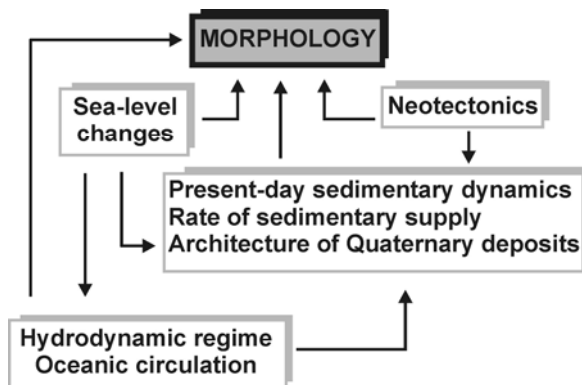 MORPHOLOGY
Sea-level
changes
Neotectonics
Present-day sedimentary dynamics
Rate of sedimentary supply
Architecture of Quaternary deposits
Hydrodynamic regime
Oceanic circulation